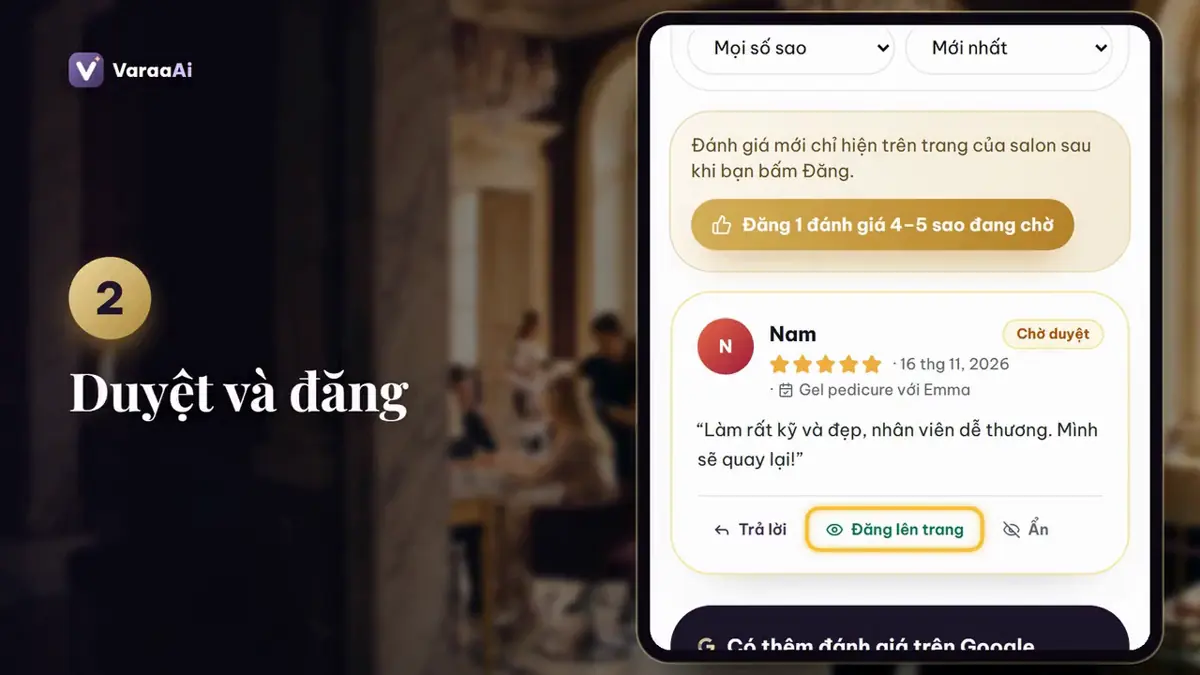 VaraaAi
2
Duyệt và đăng
Mọi số sao
Mới nhất
Đánh giá mới chỉ hiện trên trang của salon sau
khi bạn bấm Đăng.
Đăng 1 đánh giá 4–5 sao đang chờ
N
Nam
Chờ duyệt
· 16 thg 11, 2026
· Gel pedicure với Emma
“Làm rất kỹ và đẹp, nhân viên dễ thương. Mình
sẽ quay lại!”
Trả lời
Đăng lên trang
Ẩn
G Có thêm đánh giá trên Google